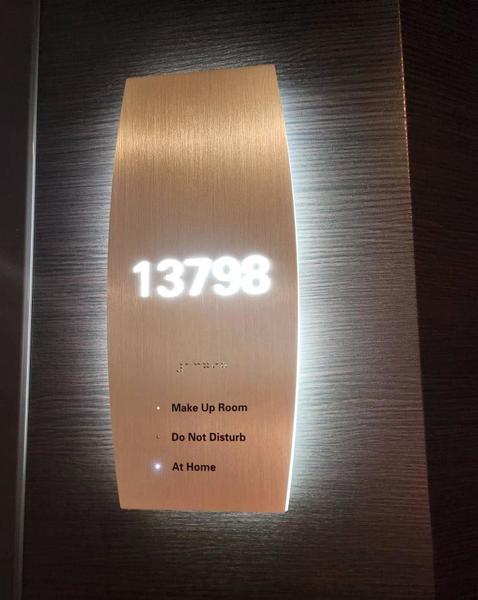 13798
Make Up Room
Do Not Disturb
At Home